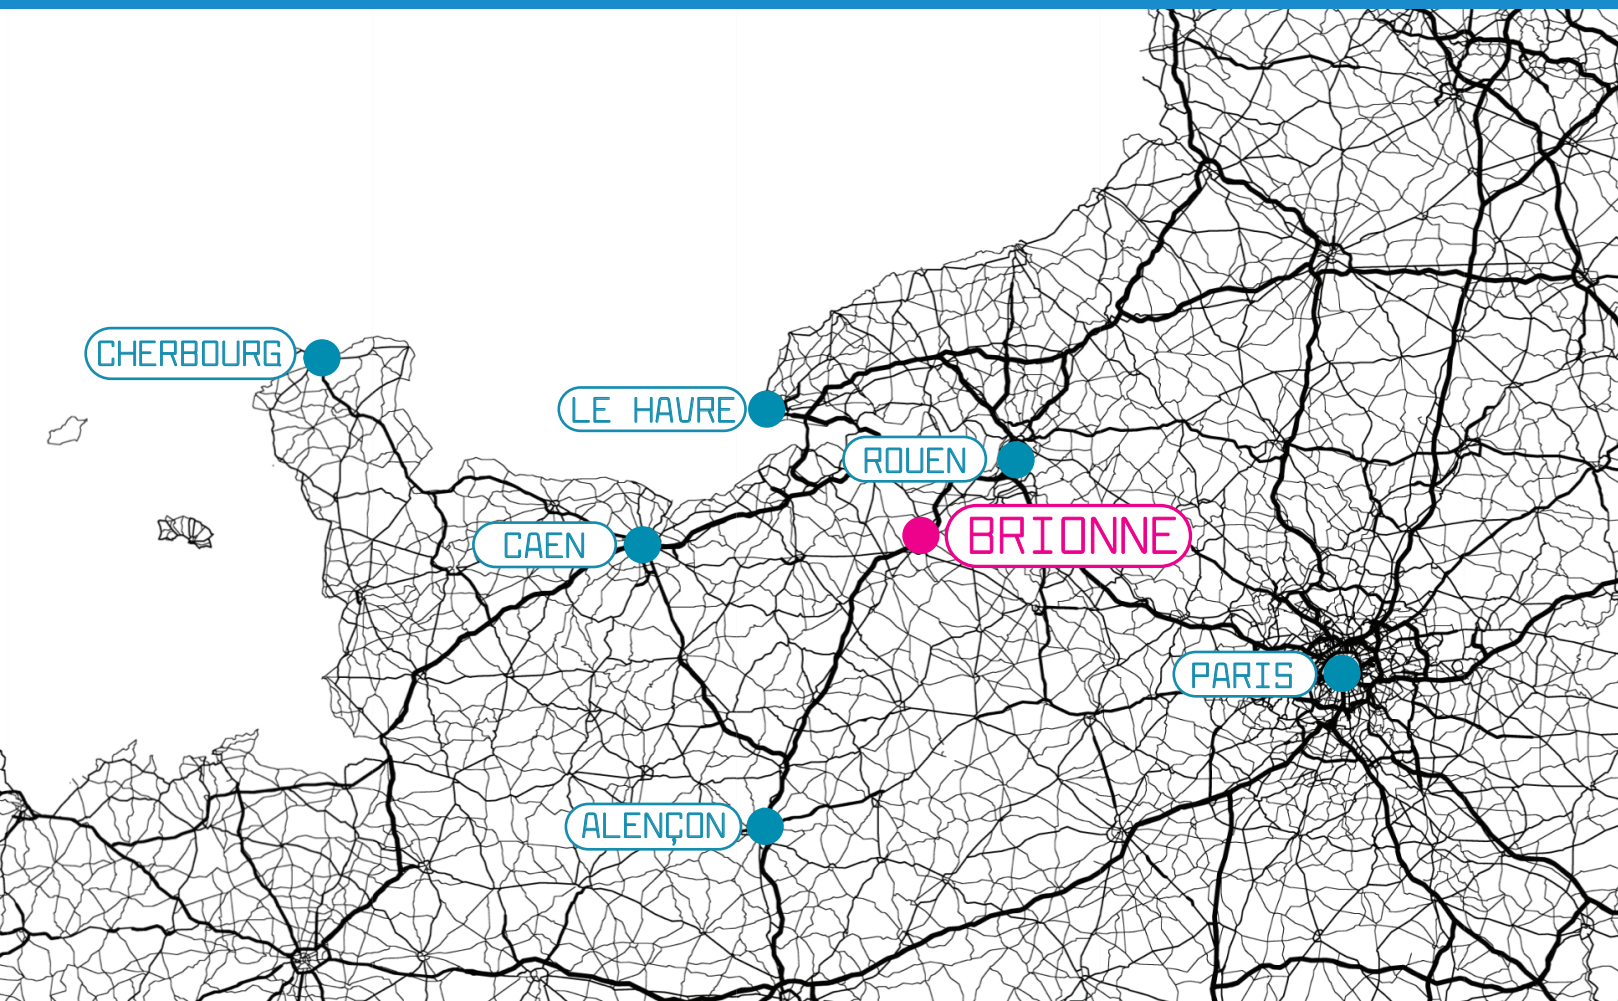 CHERBOURG
LE HAVRE
ROUEN
BRIONNE
CAEN
PARIS
ALENÇON